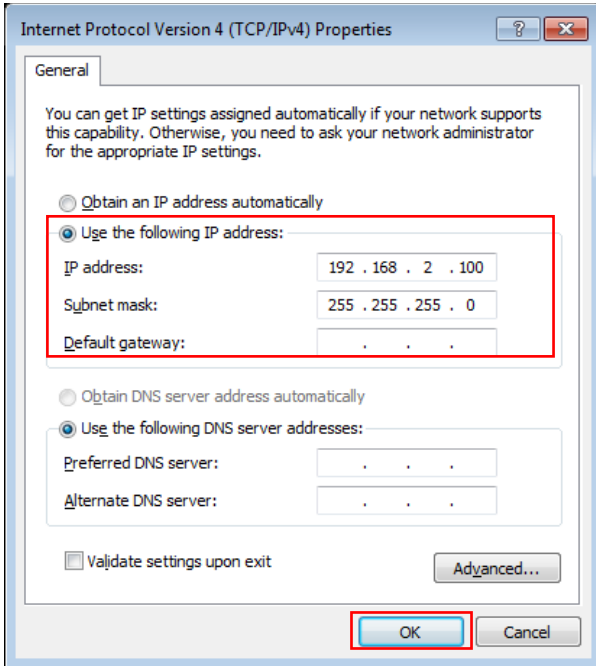 Internet Protocol Version 4 (TCP/IPv4) Properties
General
You can get IP settings assigned automatically if your network supports
this capability. Otherwise, you need to ask your network administrator
for the appropriate IP settings.
Obtain an IP address automatically
Use the following IP address:
IP address: 192 . 168 . 2 . 100
Subnet mask: 255 . 255 . 255 . 0
Default gateway: . . .
Obtain DNS server address automatically
Use the following DNS server addresses:
Preferred DNS server: . . .
Alternate DNS server: . . .
Validate settings upon exit
Advanced...
OK Cancel